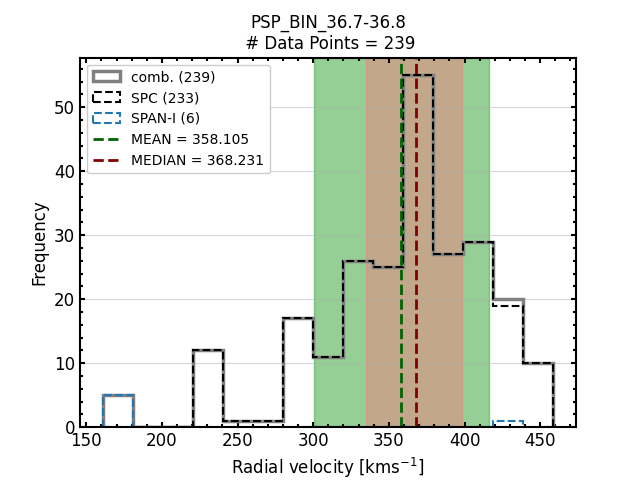 PSP_BIN_36.7-36.8
# Data Points = 239
comb. (239)
SPC (233)
SPAN-I (6)
MEAN = 358.105
MEDIAN = 368.231
Frequency
50
40
30
20
10
0
150 200 250 300 350 400 450
Radial velocity [kms⁻¹]